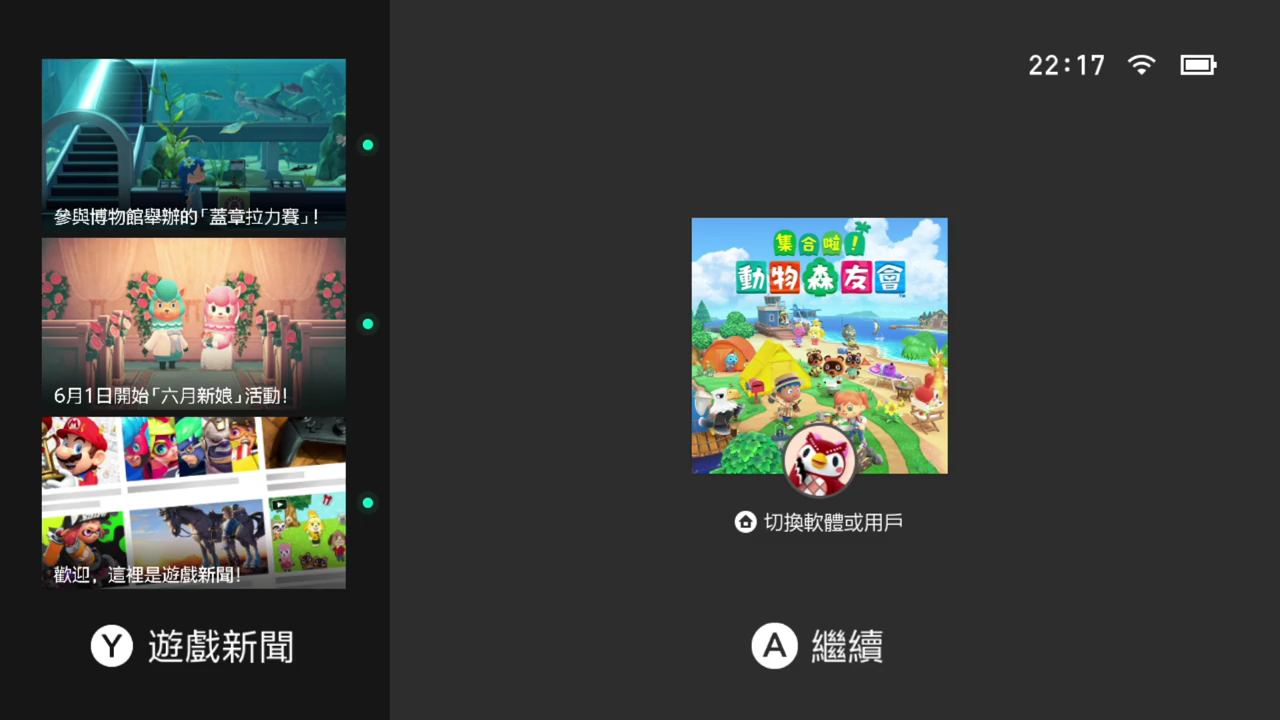 22:17
參與博物館舉辦的「蓋章拉力賽」!
6月1日開始「六月新娘」活動!
歡迎，這裡是遊戲新聞!
Y 遊戲新聞
集合啦!
動物森友會
切換軟體或用戶
A 繼續